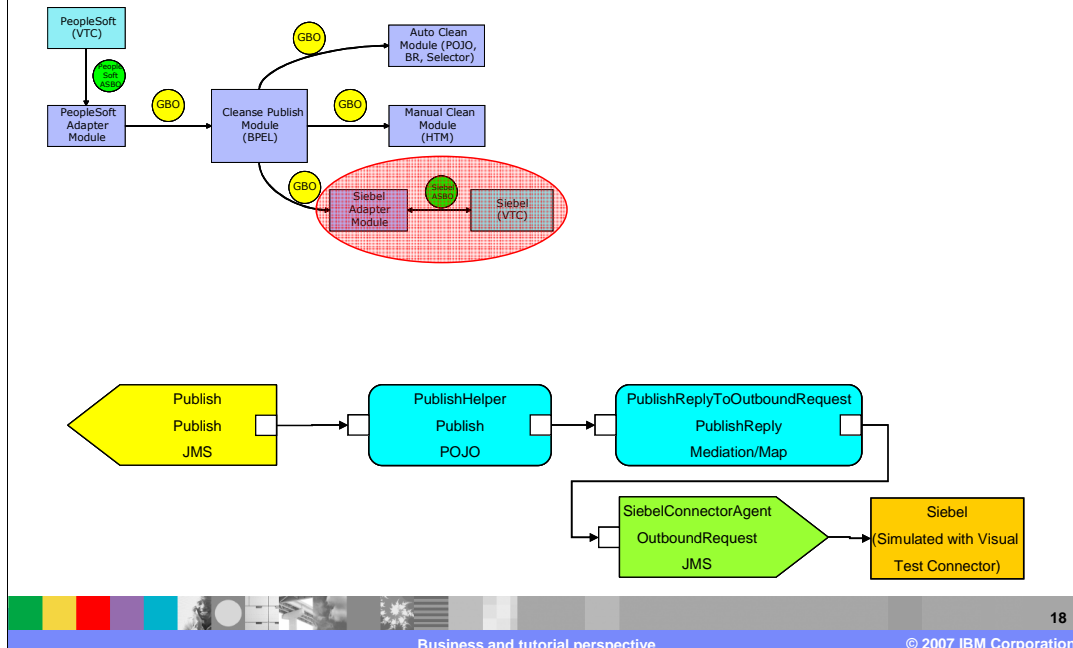 PeopleSoft
(VTC)
People
Soft
ASBO
PeopleSoft
Adapter
Module
GBO
Cleanse Publish
Module
(BPEL)
GBO
Auto Clean
Module (POJO,
BR, Selector)
GBO
Manual Clean
Module
(HTM)
GBO
Siebel
Adapter
Module
Siebel
ASBO
Siebel
(VTC)
Publish
Publish
JMS
PublishHelper
Publish
POJO
PublishReplyToOutboundRequest
PublishReply
Mediation/Map
SiebelConnectorAgent
OutboundRequest
JMS
Siebel
(Simulated with Visual
Test Connector)
18
Business and tutorial perspective
© 2007 IBM Corporation